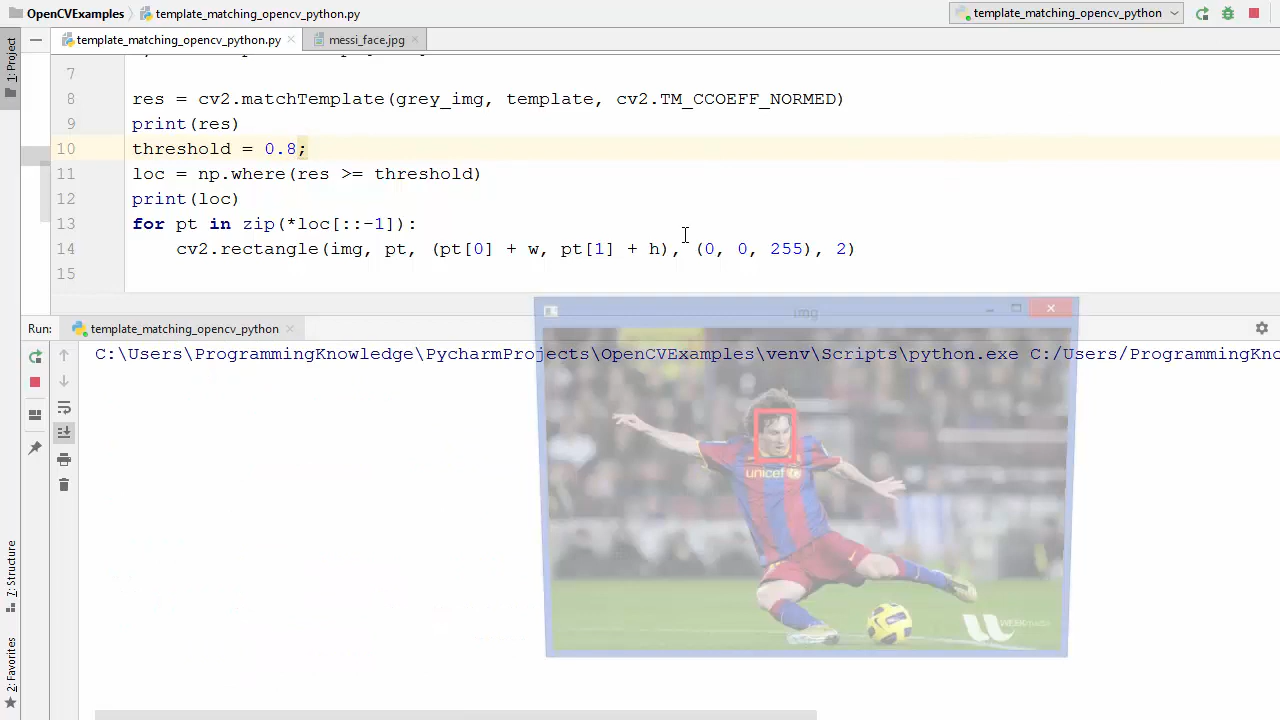 OpenCVExamples template_matching_opencv_python.py template_matching_opencv_python
1: Project
template_matching_opencv_python.py messi_face.jpg
7
8 res = cv2.matchTemplate(grey_img, template, cv2.TM_CCOEFF_NORMED)
9 print(res)
10 threshold = 0.8;
11 loc = np.where(res >= threshold)
12 print(loc)
13 for pt in zip(*loc[::-1]):
14 cv2.rectangle(img, pt, (pt[0] + w, pt[1] + h), (0, 0, 255), 2)
15
Run: template_matching_opencv_python
img
C:\Users\ProgrammingKnowledge\PycharmProjects\OpenCVExamples\venv\Scripts\python.exe C:/Users/ProgrammingKno
unicef
WEEKmedia
7: Structure
2: Favorites